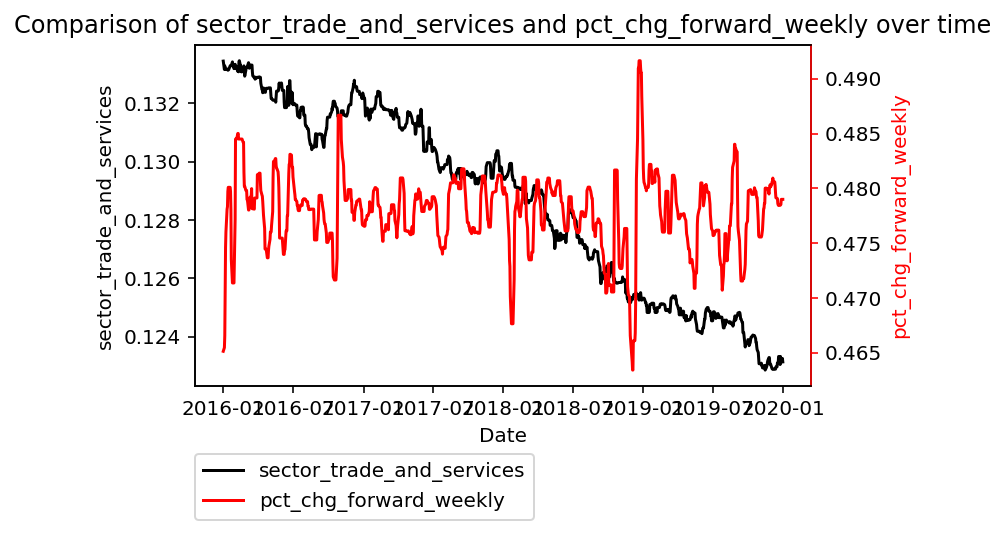 Comparison of sector_trade_and_services and pct_chg_forward_weekly over time
sector_trade_and_services
0.132
0.130
0.128
0.126
0.124
0.490
0.485
0.480
0.475
0.470
0.465
pct_chg_forward_weekly
2016-01 2016-07 2017-01 2017-07 2018-01 2018-07 2019-01 2019-07 2020-01
Date
sector_trade_and_services
pct_chg_forward_weekly